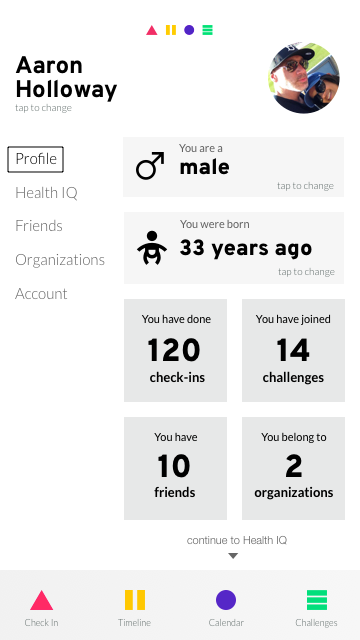 Aaron
Holloway
tap to change
Profile
Health IQ
Friends
Organizations
Account
You are a
male
tap to change
You were born
33 years ago
tap to change
You have done
120
check-ins
You have joined
14
challenges
You have
10
friends
You belong to
2
organizations
continue to Health IQ
Check In
Timeline
Calendar
Challenges